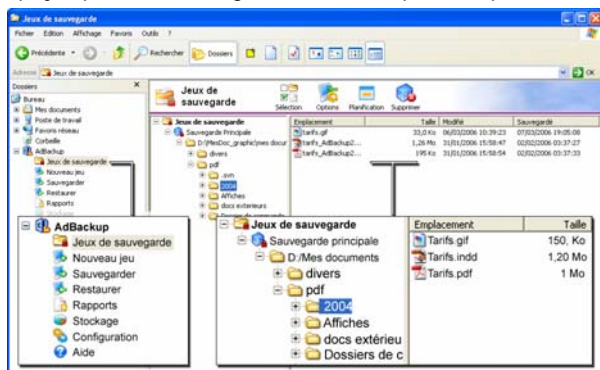 Jeux de sauvegarde
Fichier Edition Affichage Favoris Outils ?
Précédente Rechercher Dossiers
Adresse Jeux de sauvegarde OK
Dossiers
Bureau
Mes documents
Poste de travail
Favoris réseau
Corbeille
AdBackup
Jeux de sauvegarde
Nouveau jeu
Sauvegarder
Restaurer
Rapports
Stockage
Jeux de sauvegarde
Sélection Options Planification Supprimer
Jeux de sauvegarde
Sauvegarde Principale
D:\MesDoc_graphic\mes docur
divers
pdf
.svn
2004
Affiches
docs exterieurs
Emplacement Taille Modifié Sauvegardé
tarifs.gif 33,0 Ko 06/03/2006 10:39:23 07/03/2006 19:05:08
tarifs_AdBackup2... 1,26 Mo 31/01/2006 15:58:47 02/02/2006 03:37:27
tarifs_AdBackup2... 195 Ko 31/01/2006 15:58:54 02/02/2006 03:37:33
AdBackup
Jeux de sauvegarde
Nouveau jeu
Sauvegarder
Restaurer
Rapports
Stockage
Configuration
Aide
Jeux de sauvegarde
Sauvegarde principale
D:/Mes documents
divers
pdf
2004
Affiches
docs extérieu
Dossiers de c
Emplacement Taille
Tarifs.gif 150, Ko
Tarifs.indd 1,20 Mo
Tarifs.pdf 1 Mo